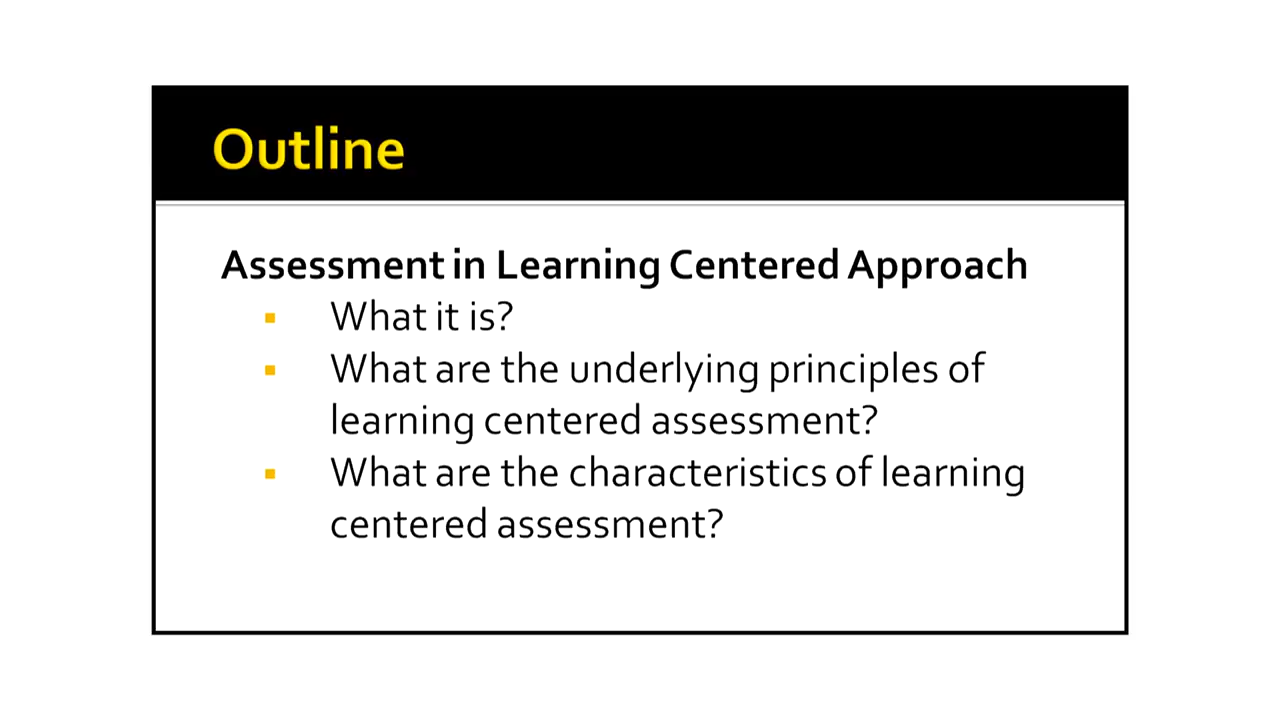 Outline
Assessment in Learning Centered Approach
▪ What it is?
▪ What are the underlying principles of
learning centered assessment?
▪ What are the characteristics of learning
centered assessment?